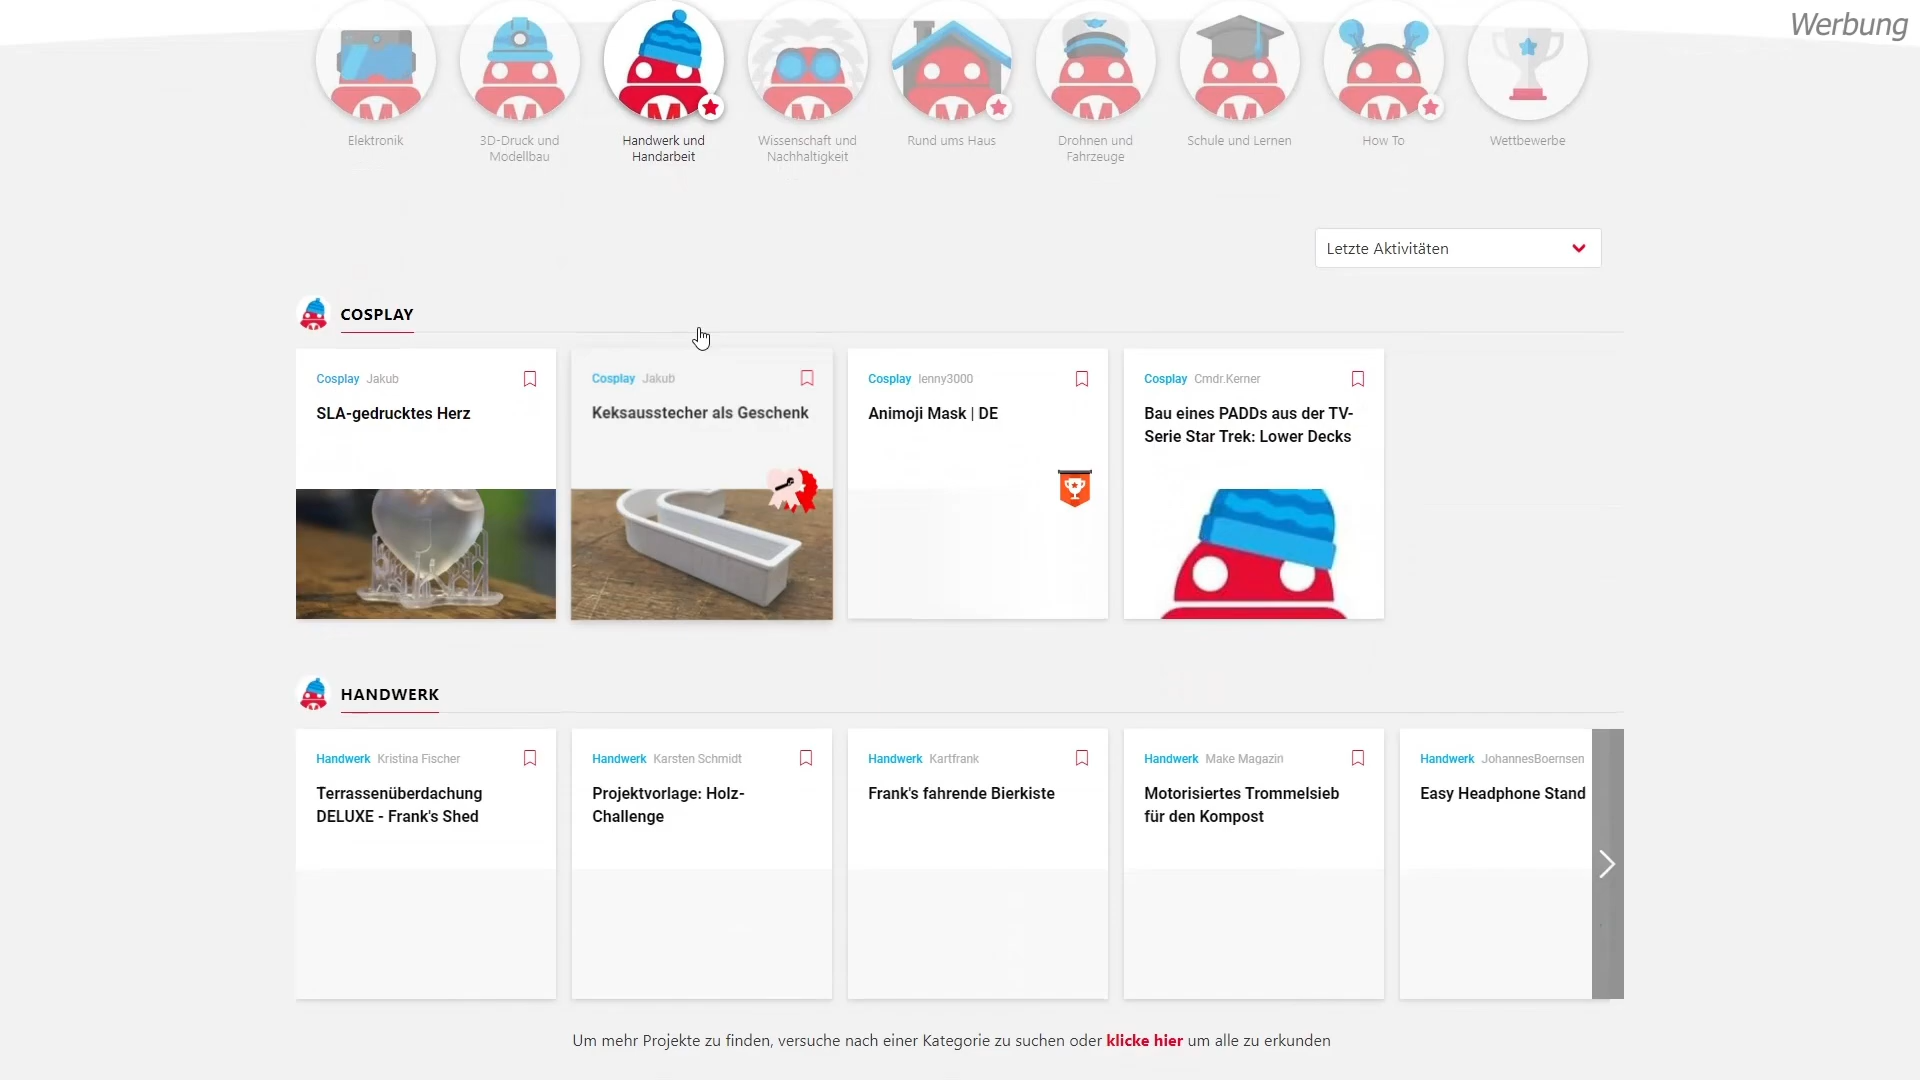 Werbung
Elektronik
3D-Druck und
Modellbau
Handwerk und
Handarbeit
Wissenschaft und
Nachhaltigkeit
Rund ums Haus
Drohnen und
Fahrzeuge
Schule und Lernen
How To
Wettbewerbe
Letzte Aktivitäten
COSPLAY
Cosplay Jakub
SLA-gedrucktes Herz
Cosplay Jakub
Keksausstecher als Geschenk
Cosplay lenny3000
Animoji Mask | DE
Cosplay Cmdr.Kerner
Bau eines PADDs aus der TV-
Serie Star Trek: Lower Decks
HANDWERK
Handwerk Kristina Fischer
Terrassenüberdachung
DELUXE - Frank's Shed
Handwerk Karsten Schmidt
Projektvorlage: Holz-
Challenge
Handwerk Kartfrank
Frank's fahrende Bierkiste
Handwerk Make Magazin
Motorisiertes Trommelsieb
für den Kompost
Handwerk JohannesBoernsen
Easy Headphone Stand
Um mehr Projekte zu finden, versuche nach einer Kategorie zu suchen oder klicke hier um alle zu erkunden